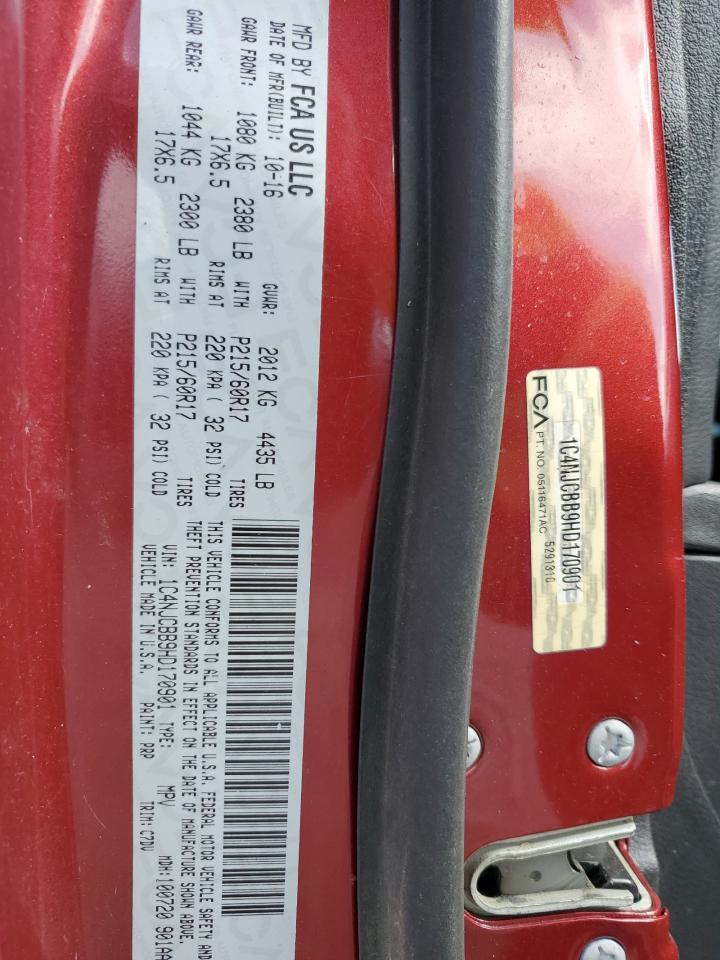 MFD BY FCA US LLC
DATE OF MFR(BUILT): 10-16 GVWR: 2012 KG 4435 LB
GAWR FRONT: 1080 KG 2380 LB WITH P215/60R17 TIRES
17X6.5 RIMS AT 220 KPA ( 32 PSI) COLD
GAWR REAR: 1044 KG 2300 LB WITH P215/60R17 TIRES
17X6.5 RIMS AT 220 KPA ( 32 PSI) COLD
THIS VEHICLE CONFORMS TO ALL APPLICABLE U.S.A. FEDERAL MOTOR VEHICLE SAFETY AND
THEFT PREVENTION STANDARDS IN EFFECT ON THE DATE OF MANUFACTURE SHOWN ABOVE.
VIN: 1C4NJCBB9HD170901 TYPE: MPV MDH:100720 901AA
VEHICLE MADE IN U.S.A. PAINT: PRP TRIM: C7DV
1C4NJCBB9HD170901
FCA PT. NO. 05116471AC 5291310